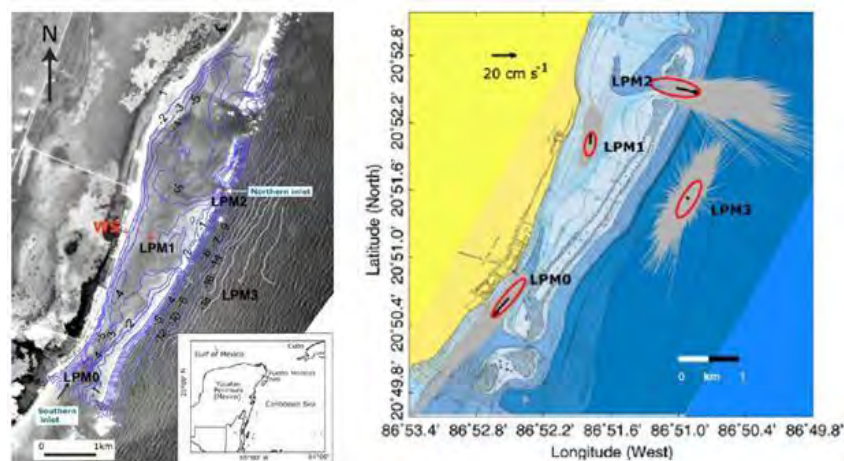 N
Northern inlet
LPM2
WS
LPM1
LPM3
LPM0
Southern
inlet
0 1km
Gulf of Mexico
Cuba
Yucatan
Peninsula
(Mexico)
Caribbean Sea
20 cm s⁻¹
LPM2
LPM1
LPM3
LPM0
0 km 1
Latitude (North)
20°52.8'
20°52.2'
20°51.6'
20°51.0'
20°50.4'
20°49.8'
86°53.4' 86°52.8' 86°52.2' 86°51.6' 86°51.0' 86°50.4' 86°49.8'
Longitude (West)